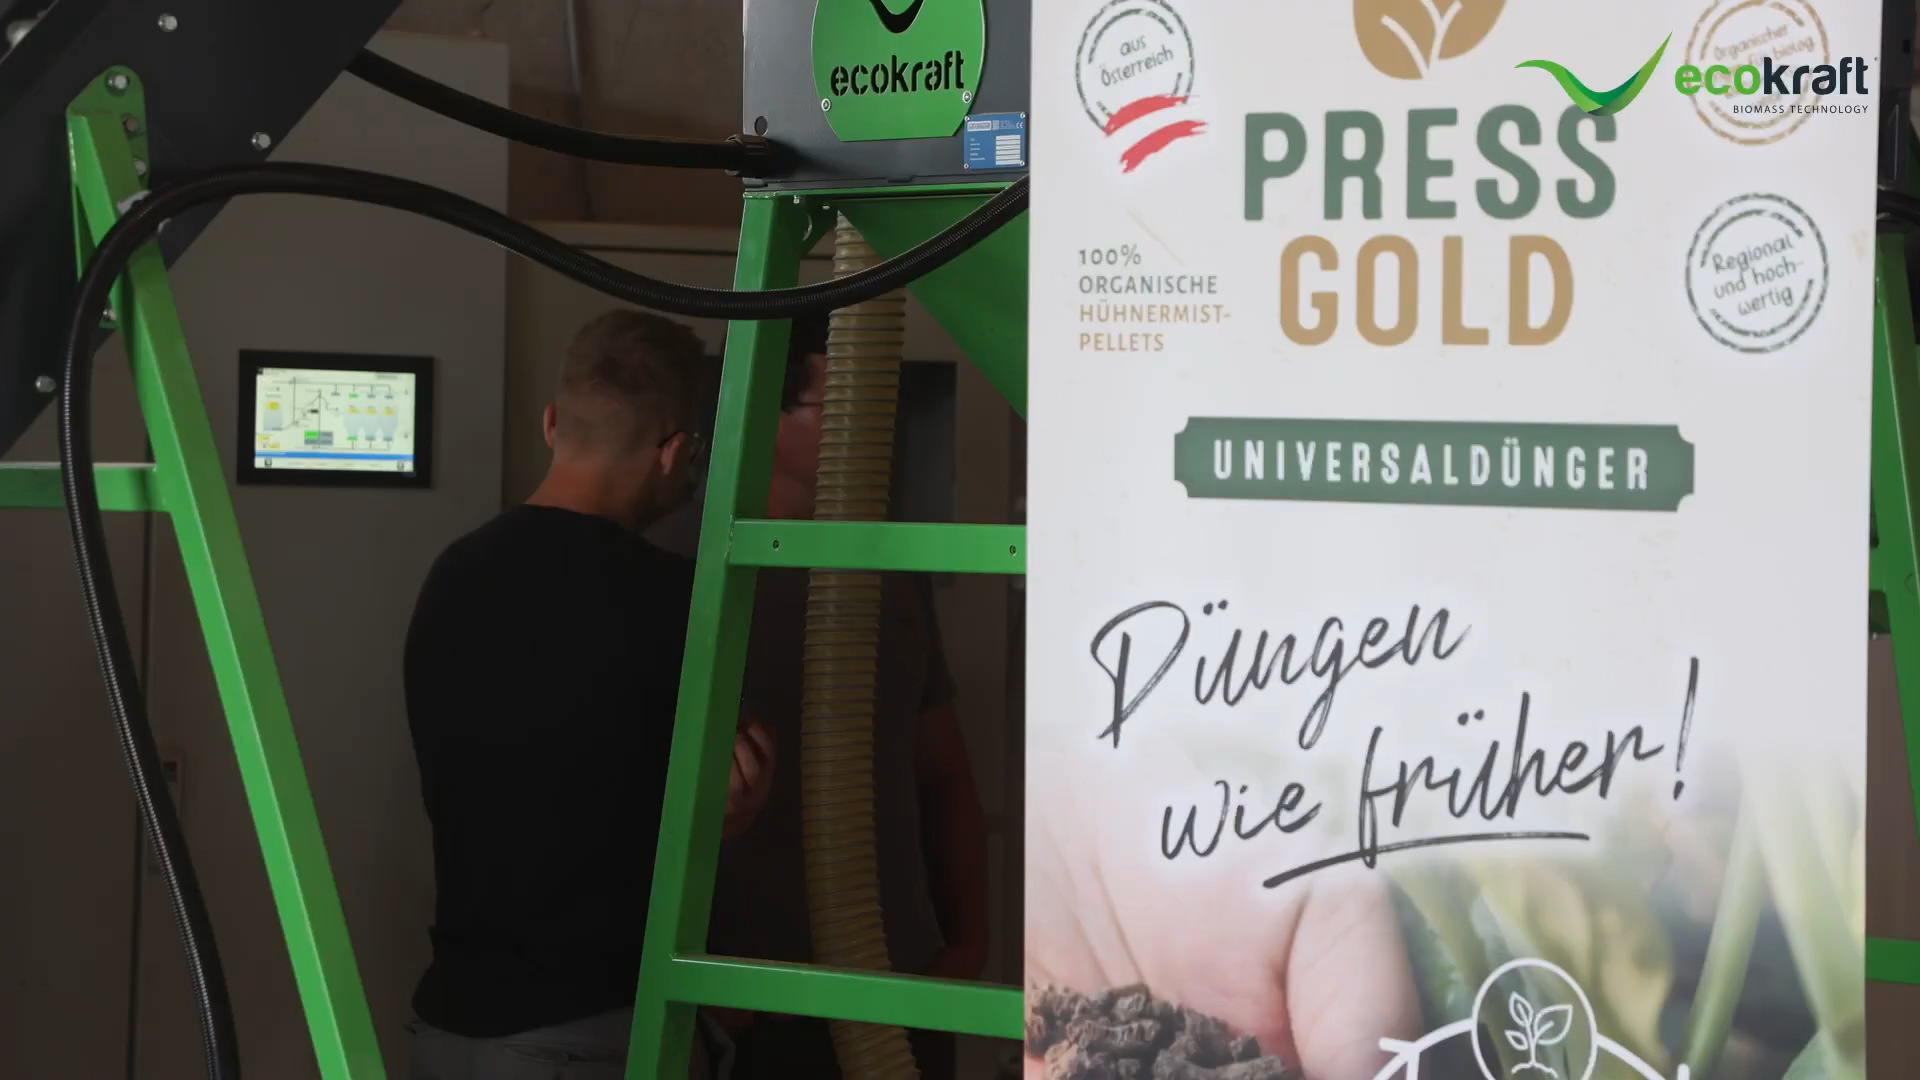 ecokraft
aus
Österreich
Organischer
ecokraft
BIOMASS TECHNOLOGY
PRESS
GOLD
100%
ORGANISCHE
HÜHNERMIST-
PELLETS
Regional
und hoch-
wertig
UNIVERSALDÜNGER
Düngen
wie früher!